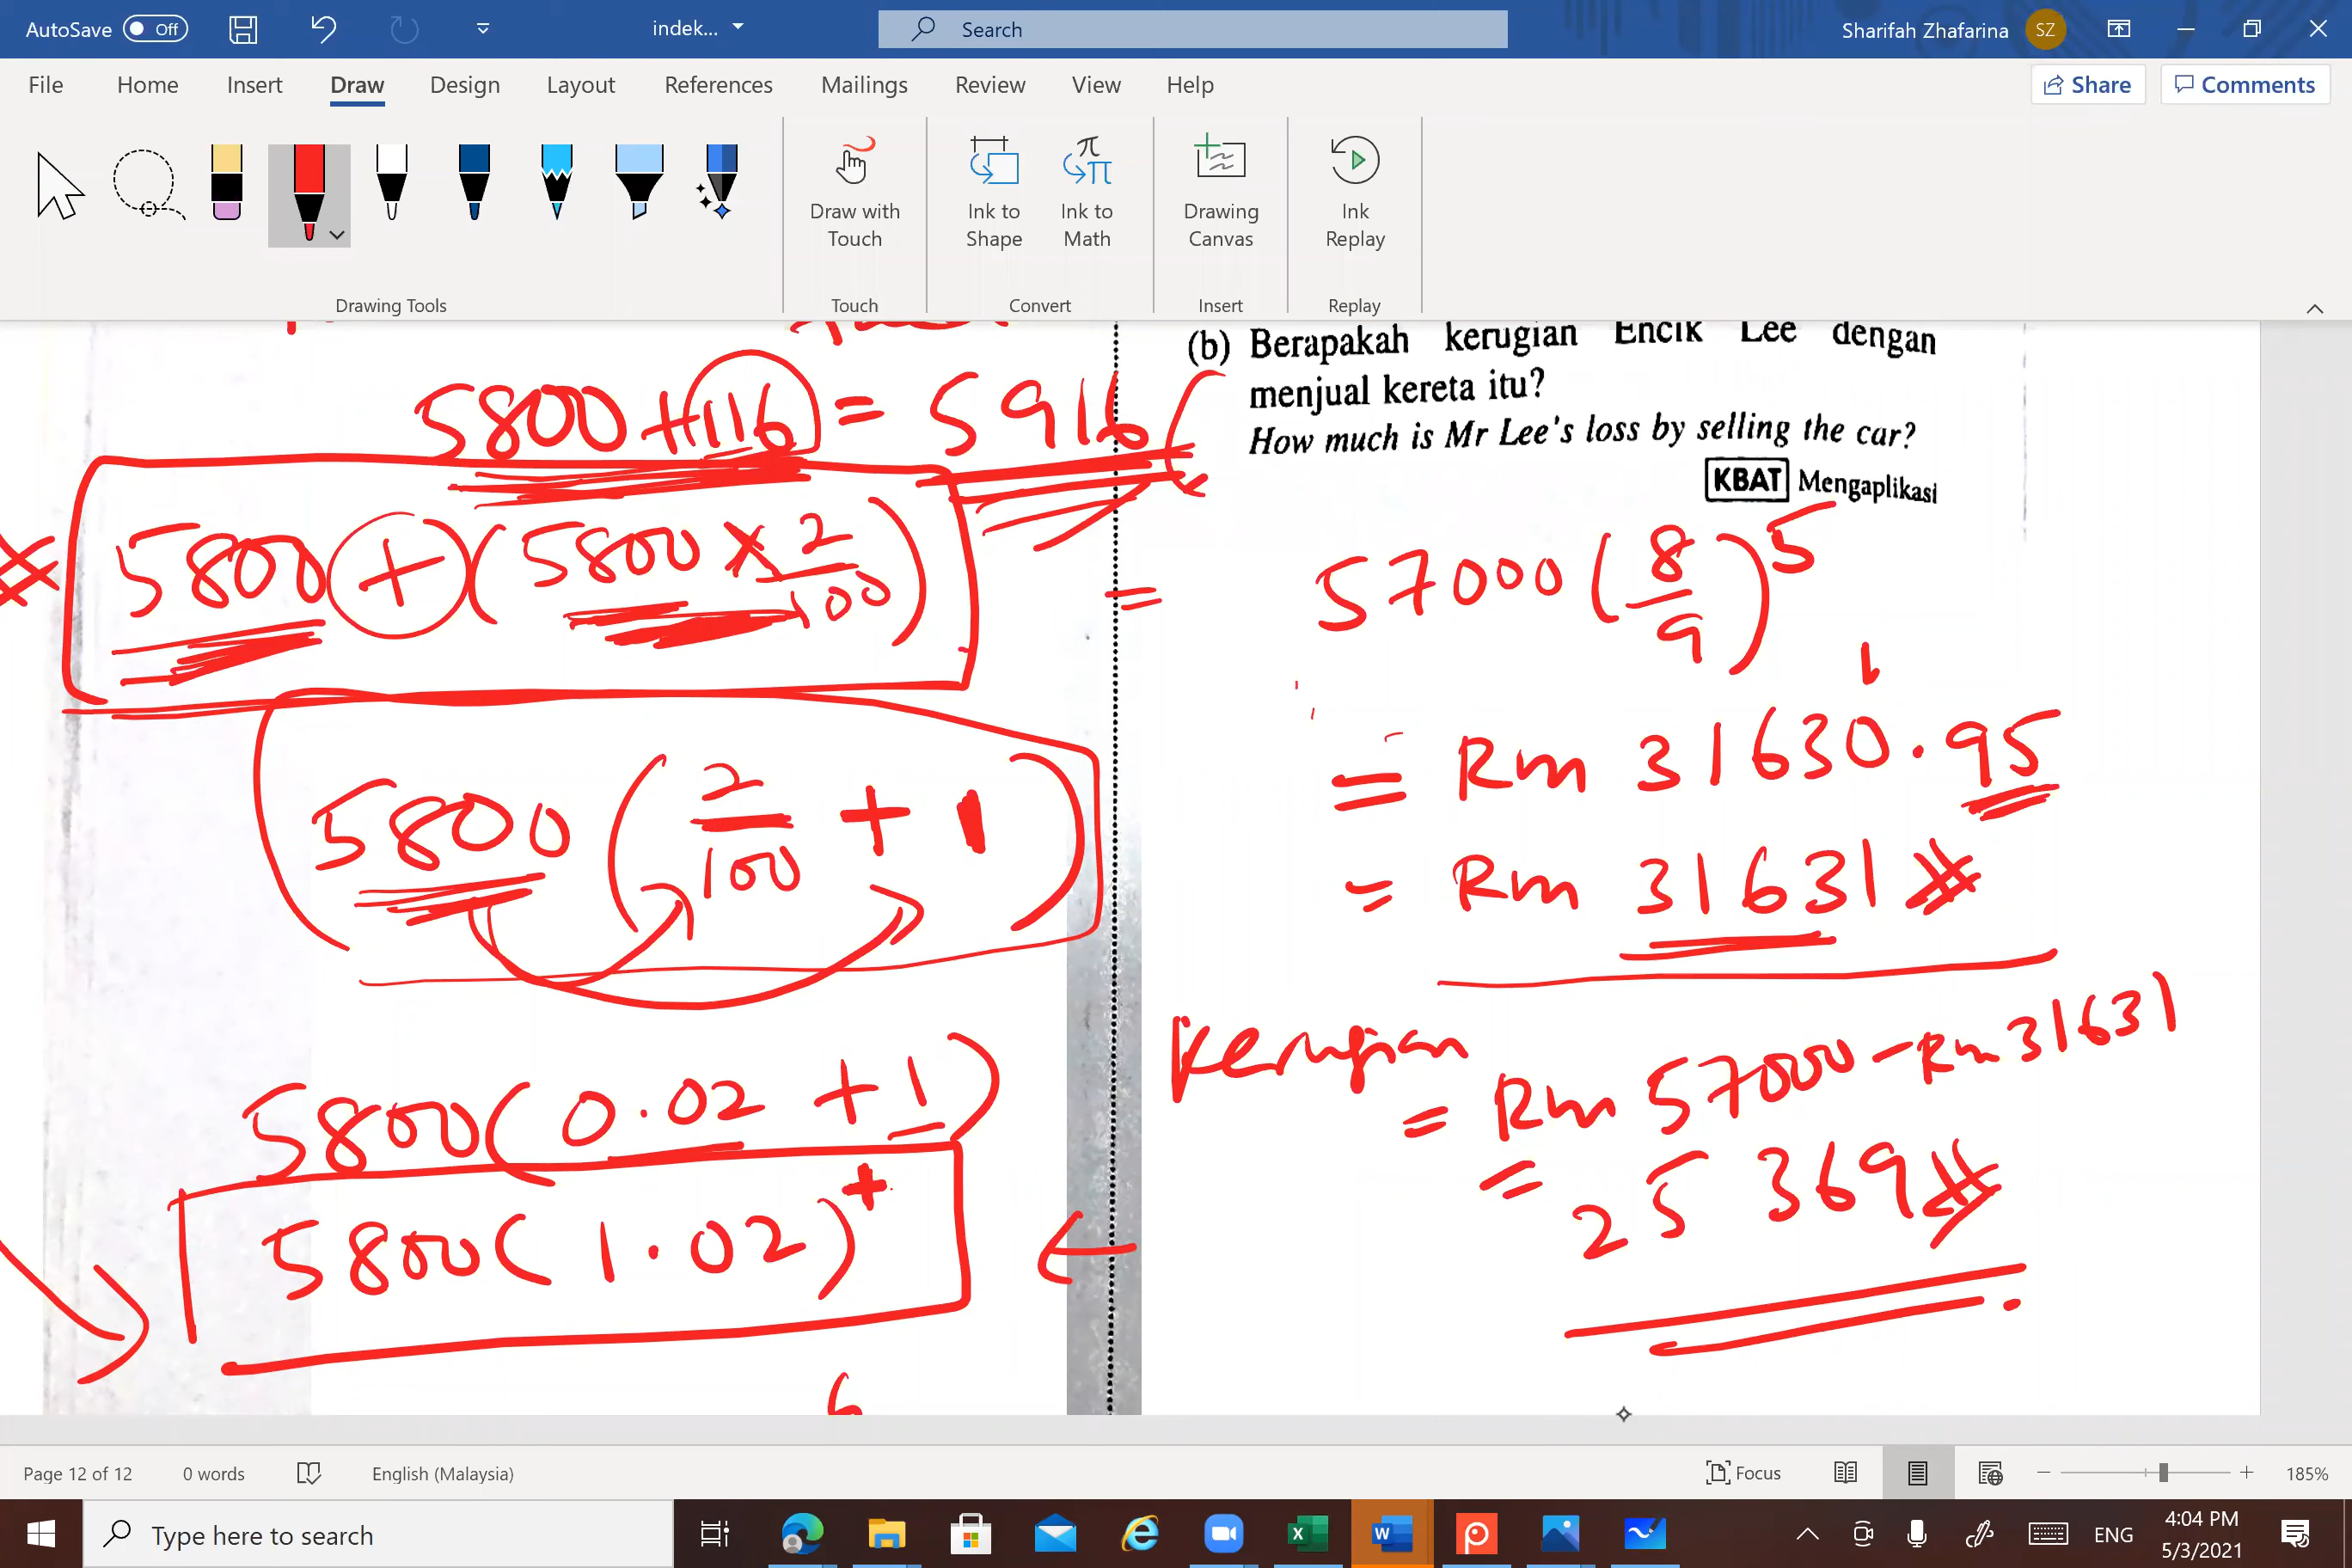 AutoSave Off indek... Search Sharifah Zhafarina SZ
File Home Insert Draw Design Layout References Mailings Review View Help Share Comments
Draw with Touch
Ink to Shape
Ink to Math
Drawing Canvas
Ink Replay
Drawing Tools Touch Convert Insert Replay
5800 + 116 = 5916
5800 + (5800 × 2/100)
5800 (2/100 + 1)
5800(0.02 + 1)
5800(1.02)
(b) Berapakah kerugian Encik Lee dengan
menjual kereta itu?
How much is Mr Lee's loss by selling the car?
KBAT Mengaplikasi
= 57000 (8/9)^5
= Rm 31630.95
= Rm 31631
Kerugian
= Rm 57000 - Rm 31631
= 25 369
Page 12 of 12 0 words English (Malaysia) Focus 185%
Type here to search ENG 4:04 PM
5/3/2021